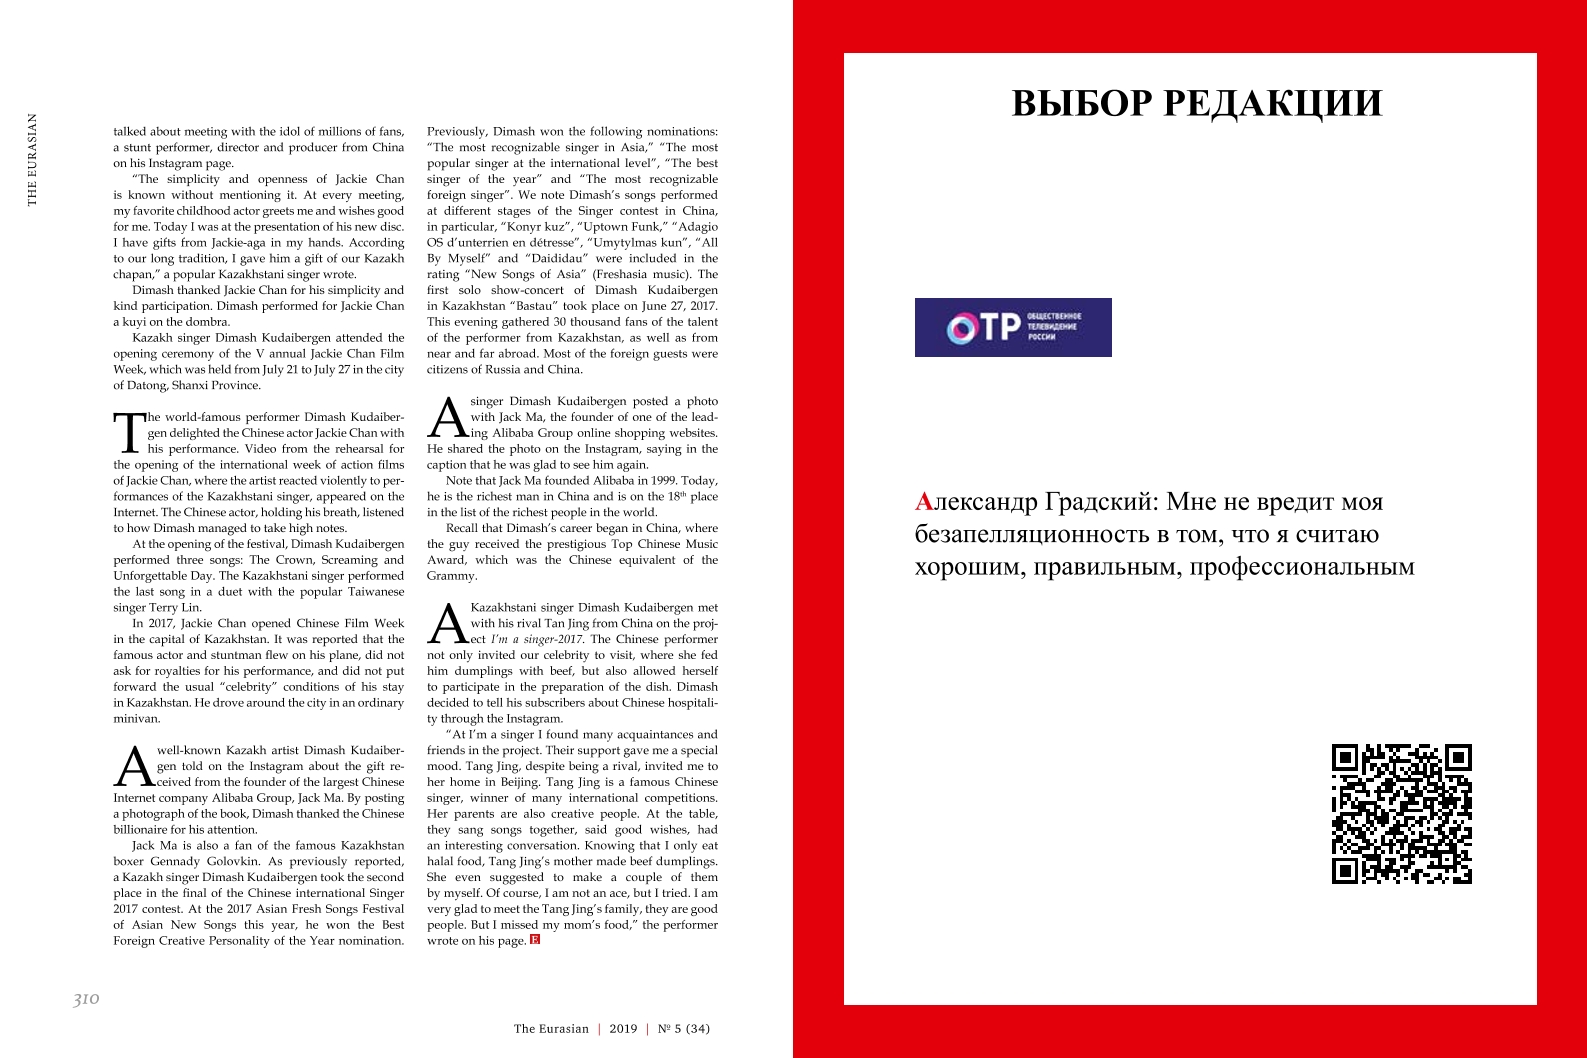 THE EURASIAN
talked about meeting with the idol of millions of fans,
a stunt performer, director and producer from China
on his Instagram page.
“The simplicity and openness of Jackie Chan
is known without mentioning it. At every meeting,
my favorite childhood actor greets me and wishes good
for me. Today I was at the presentation of his new disc.
I have gifts from Jackie-aga in my hands. According
to our long tradition, I gave him a gift of our Kazakh
chapan,” a popular Kazakhstani singer wrote.
Dimash thanked Jackie Chan for his simplicity and
kind participation. Dimash performed for Jackie Chan
a kuyi on the dombra.
Kazakh singer Dimash Kudaibergen attended the
opening ceremony of the V annual Jackie Chan Film
Week, which was held from July 21 to July 27 in the city
of Datong, Shanxi Province.
The world-famous performer Dimash Kudaiber-
gen delighted the Chinese actor Jackie Chan with
his performance. Video from the rehearsal for
the opening of the international week of action films
of Jackie Chan, where the artist reacted violently to per-
formances of the Kazakhstani singer, appeared on the
Internet. The Chinese actor, holding his breath, listened
to how Dimash managed to take high notes.
At the opening of the festival, Dimash Kudaibergen
performed three songs: The Crown, Screaming and
Unforgettable Day. The Kazakhstani singer performed
the last song in a duet with the popular Taiwanese
singer Terry Lin.
In 2017, Jackie Chan opened Chinese Film Week
in the capital of Kazakhstan. It was reported that the
famous actor and stuntman flew on his plane, did not
ask for royalties for his performance, and did not put
forward the usual “celebrity” conditions of his stay
in Kazakhstan. He drove around the city in an ordinary
minivan.
A well-known Kazakh artist Dimash Kudaiber-
gen told on the Instagram about the gift re-
ceived from the founder of the largest Chinese
Internet company Alibaba Group, Jack Ma. By posting
a photograph of the book, Dimash thanked the Chinese
billionaire for his attention.
Jack Ma is also a fan of the famous Kazakhstan
boxer Gennady Golovkin. As previously reported,
a Kazakh singer Dimash Kudaibergen took the second
place in the final of the Chinese international Singer
2017 contest. At the 2017 Asian Fresh Songs Festival
of Asian New Songs this year, he won the Best
Foreign Creative Personality of the Year nomination.
Previously, Dimash won the following nominations:
“The most recognizable singer in Asia,” “The most
popular singer at the international level”, “The best
singer of the year” and “The most recognizable
foreign singer”. We note Dimash’s songs performed
at different stages of the Singer contest in China,
in particular, “Konyr kuz”, “Uptown Funk,” “Adagio
OS d’unterrien en détresse”, “Umytylmas kun”, “All
By Myself” and “Daididau” were included in the
rating “New Songs of Asia” (Freshasia music). The
first solo show-concert of Dimash Kudaibergen
in Kazakhstan “Bastau” took place on June 27, 2017.
This evening gathered 30 thousand fans of the talent
of the performer from Kazakhstan, as well as from
near and far abroad. Most of the foreign guests were
citizens of Russia and China.
A singer Dimash Kudaibergen posted a photo
with Jack Ma, the founder of one of the lead-
ing Alibaba Group online shopping websites.
He shared the photo on the Instagram, saying in the
caption that he was glad to see him again.
Note that Jack Ma founded Alibaba in 1999. Today,
he is the richest man in China and is on the 18th place
in the list of the richest people in the world.
Recall that Dimash’s career began in China, where
the guy received the prestigious Top Chinese Music
Award, which was the Chinese equivalent of the
Grammy.
A Kazakhstani singer Dimash Kudaibergen met
with his rival Tan Jing from China on the proj-
ect I’m a singer-2017. The Chinese performer
not only invited our celebrity to visit, where she fed
him dumplings with beef, but also allowed herself
to participate in the preparation of the dish. Dimash
decided to tell his subscribers about Chinese hospitali-
ty through the Instagram.
“At I’m a singer I found many acquaintances and
friends in the project. Their support gave me a special
mood. Tang Jing, despite being a rival, invited me to
her home in Beijing. Tang Jing is a famous Chinese
singer, winner of many international competitions.
Her parents are also creative people. At the table,
they sang songs together, said good wishes, had
an interesting conversation. Knowing that I only eat
halal food, Tang Jing’s mother made beef dumplings.
She even suggested to make a couple of them
by myself. Of course, I am not an ace, but I tried. I am
very glad to meet the Tang Jing’s family, they are good
people. But I missed my mom’s food,” the performer
wrote on his page. E
310
The Eurasian | 2019 | № 5 (34)
ВЫБОР РЕДАКЦИИ
ОТР ОБЩЕСТВЕННОЕ
ТЕЛЕВИДЕНИЕ
РОССИИ
Александр Градский: Мне не вредит моя
безапелляционность в том, что я считаю
хорошим, правильным, профессиональным